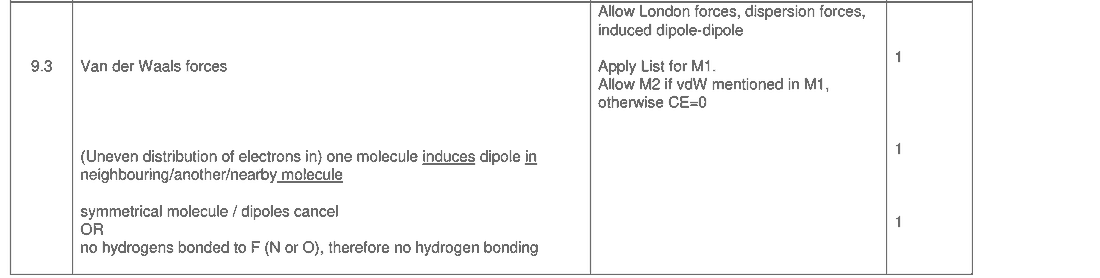 Allow London forces, dispersion forces,
induced dipole-dipole
9.3 Van der Waals forces
Apply List for M1.
Allow M2 if vdW mentioned in M1,
otherwise CE=0
1
(Uneven distribution of electrons in) one molecule induces dipole in
neighbouring/another/nearby molecule
1
symmetrical molecule / dipoles cancel
OR
no hydrogens bonded to F (N or O), therefore no hydrogen bonding
1